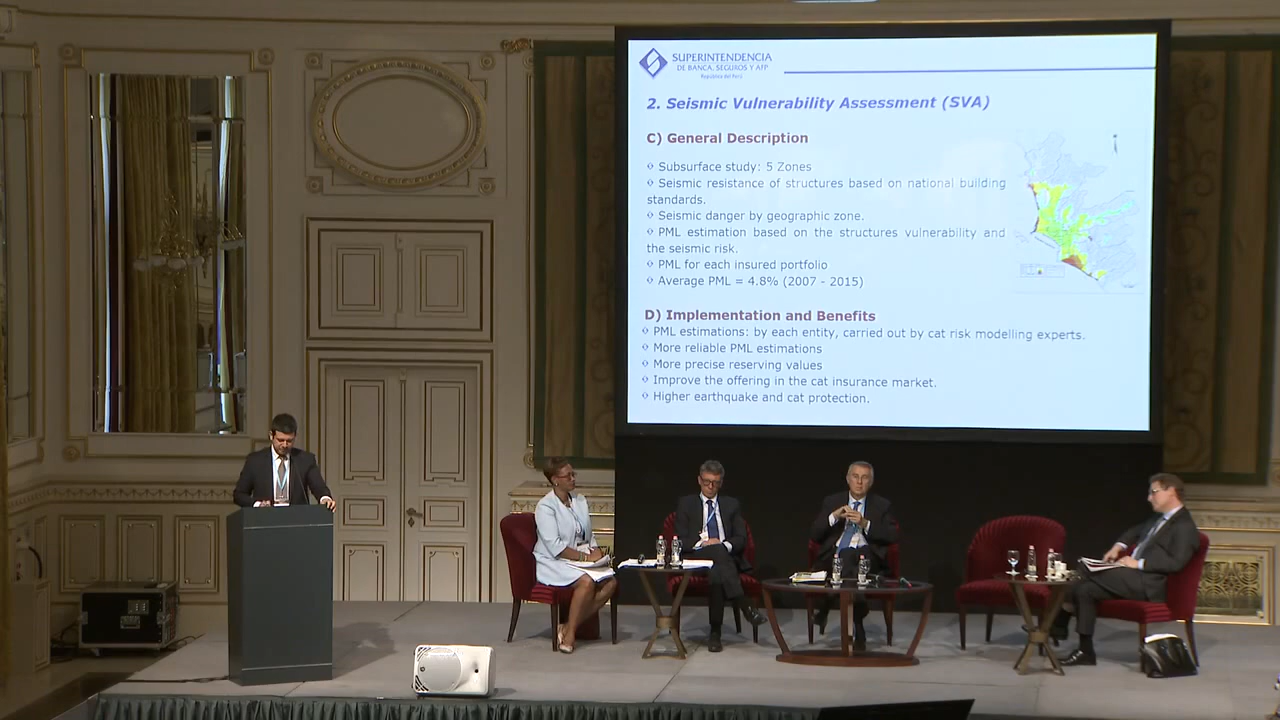 SUPERINTENDENCIA
DE BANCA, SEGUROS Y AFP
República del Perú
2. Seismic Vulnerability Assessment (SVA)
C) General Description
Subsurface study: 5 Zones
Seismic resistance of structures based on national building
standards.
Seismic danger by geographic zone.
PML estimation based on the structures vulnerability and
the seismic risk.
PML for each insured portfolio
Average PML = 4.8% (2007 - 2015)
D) Implementation and Benefits
PML estimations: by each entity, carried out by cat risk modelling experts.
More reliable PML estimations
More precise reserving values
Improve the offering in the cat insurance market.
Higher earthquake and cat protection.